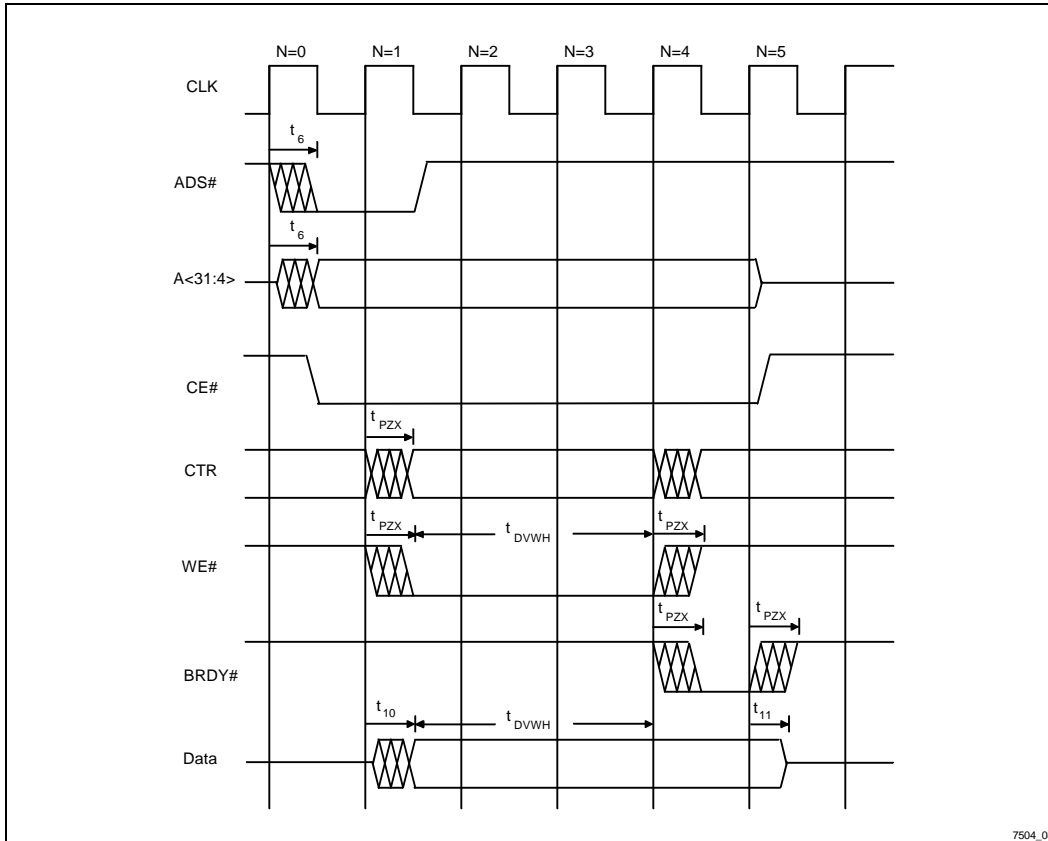 N=0 N=1 N=2 N=3 N=4 N=5
CLK
t6
ADS#
t6
A<31:4>
CE#
tPZX
CTR
tPZX tDVWH tPZX
WE#
tPZX tPZX
BRDY#
t10 tDVWH t11
Data
7504_0